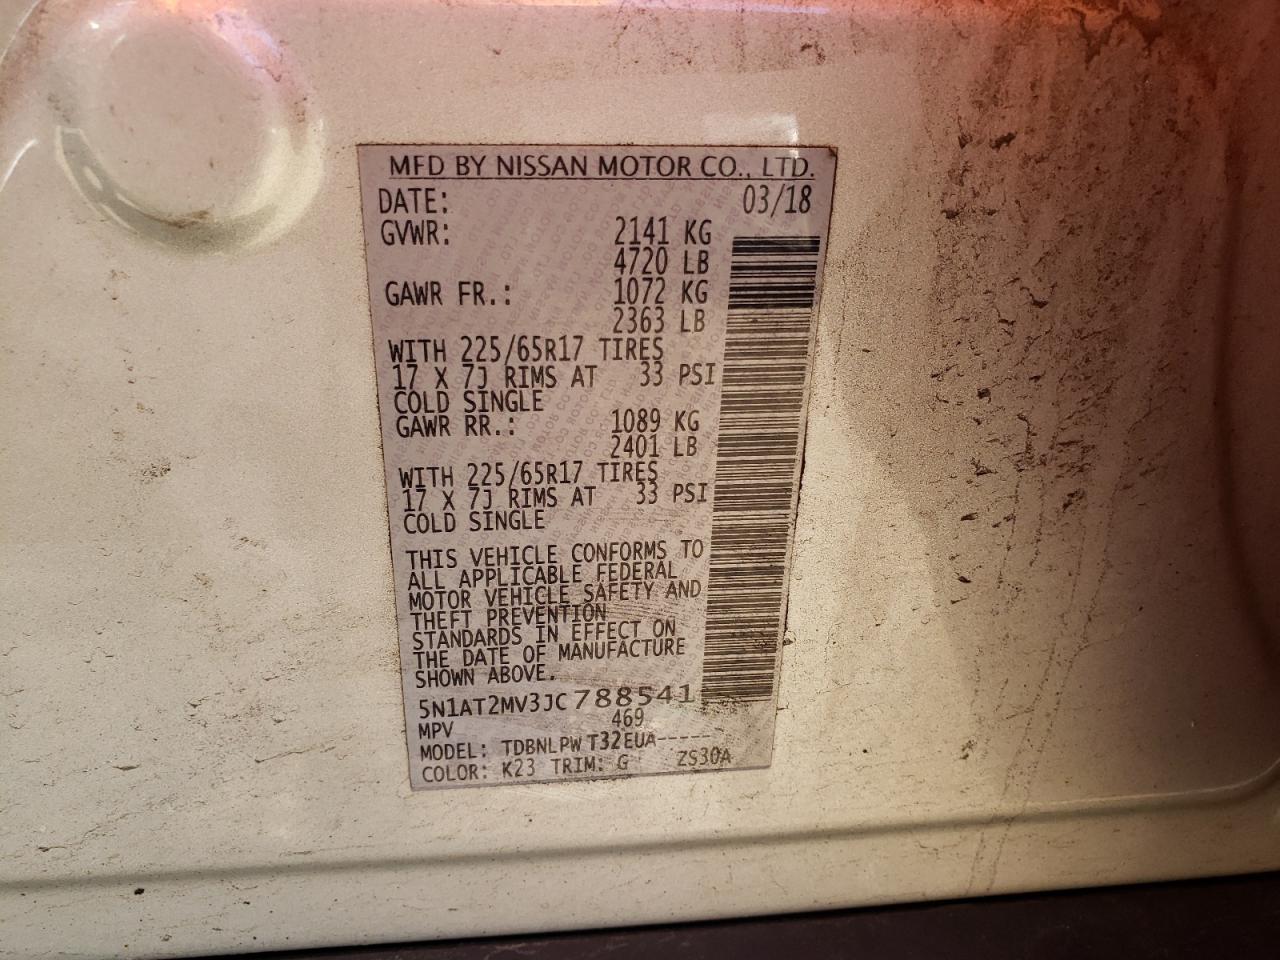 MFD BY NISSAN MOTOR CO., LTD.
DATE: 03/18
GVWR: 2141 KG
4720 LB
GAWR FR.: 1072 KG
2363 LB
WITH 225/65R17 TIRES
17 X 7J RIMS AT 33 PSI
COLD SINGLE
GAWR RR.: 1089 KG
2401 LB
WITH 225/65R17 TIRES
17 X 7J RIMS AT 33 PSI
COLD SINGLE
THIS VEHICLE CONFORMS TO
ALL APPLICABLE FEDERAL
MOTOR VEHICLE SAFETY AND
THEFT PREVENTION
STANDARDS IN EFFECT ON
THE DATE OF MANUFACTURE
SHOWN ABOVE.
5N1AT2MV3JC788541
MPV 469
MODEL: TDBNLPWT32EUA------
COLOR: K23 TRIM: G ZS30A